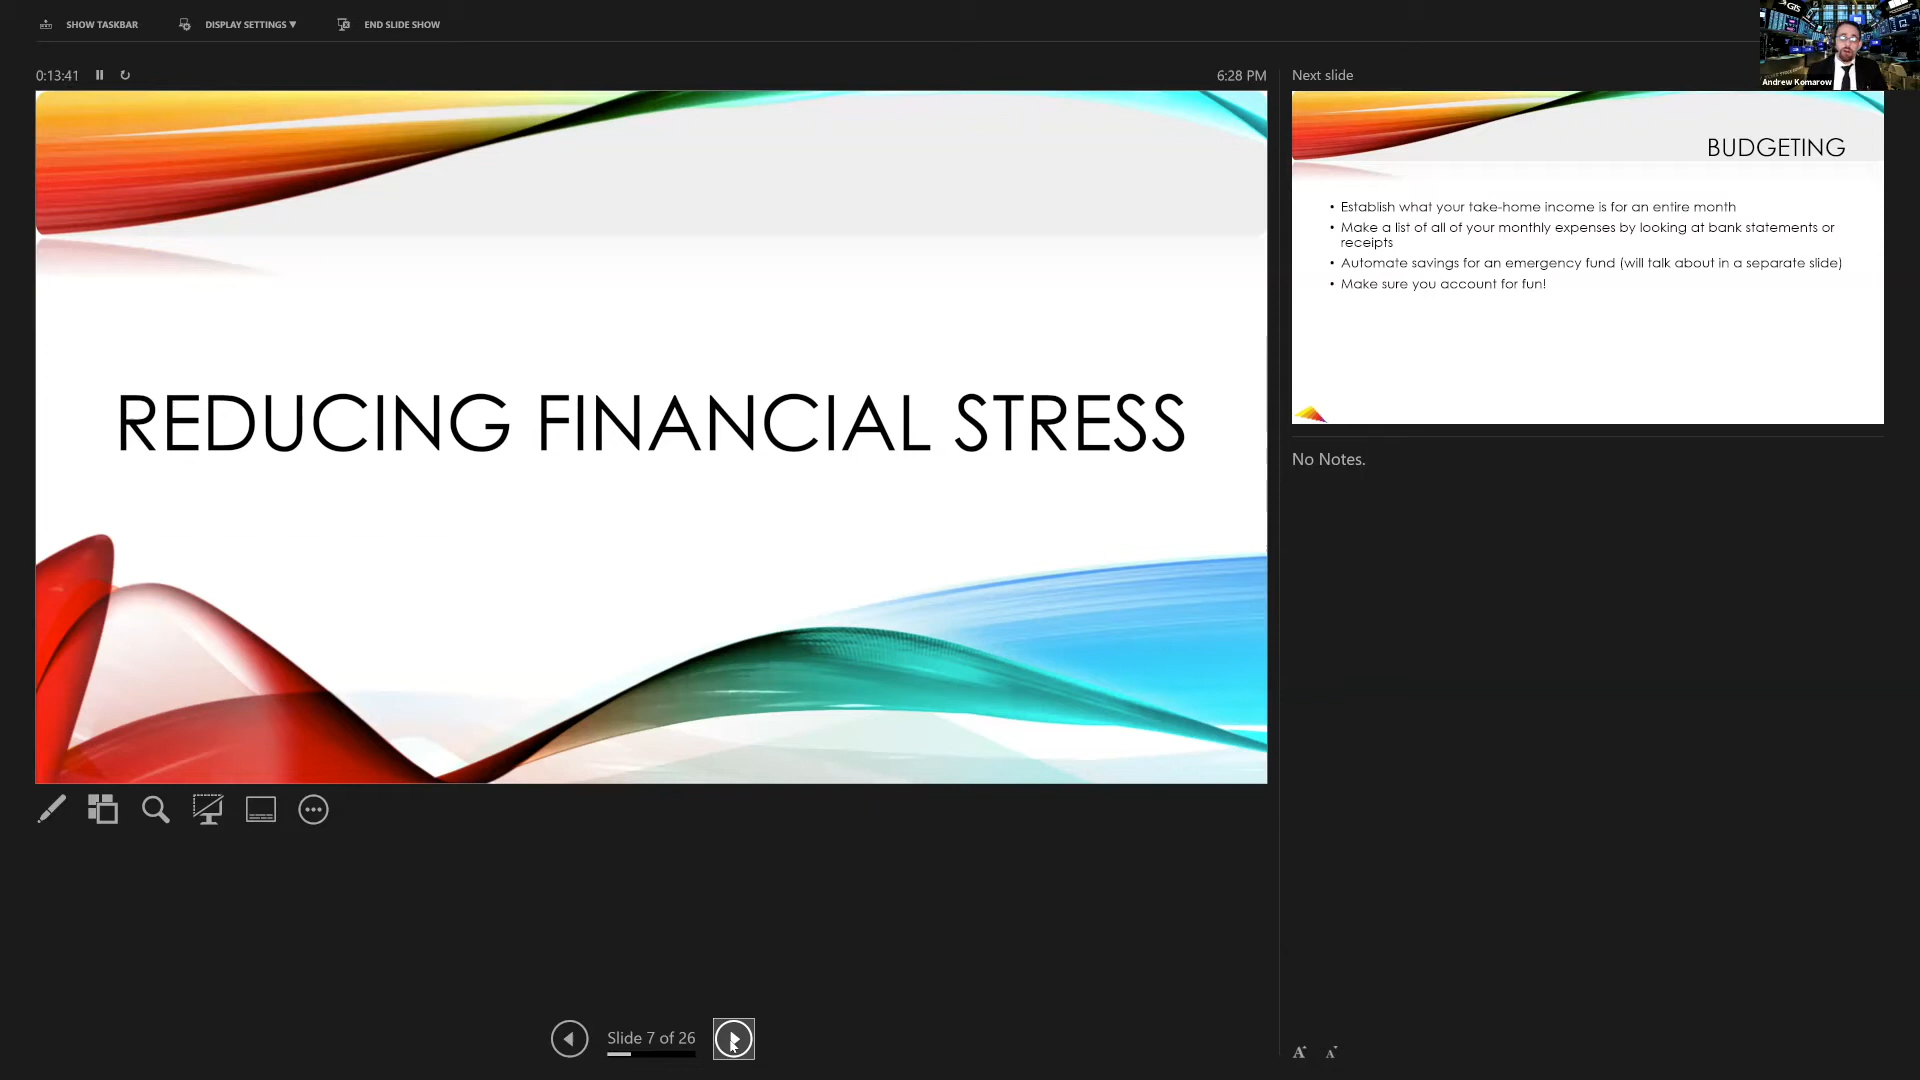 SHOW TASKBAR
DISPLAY SETTINGS ▼
END SLIDE SHOW
GTS
Andrew Komarow
0:13:41
6:28 PM
Next slide
REDUCING FINANCIAL STRESS
BUDGETING
• Establish what your take-home income is for an entire month
• Make a list of all of your monthly expenses by looking at bank statements or
receipts
• Automate savings for an emergency fund (will talk about in a separate slide)
• Make sure you account for fun!
No Notes.
Slide 7 of 26
A A